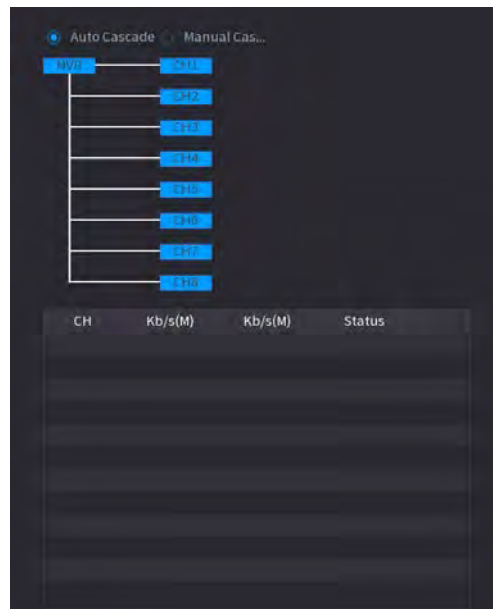 Auto Cascade Manual Cas...
NVR CH1
CH2
CH3
CH4
CH5
CH6
CH7
CH8
CH Kb/s(M) Kb/s(M) Status